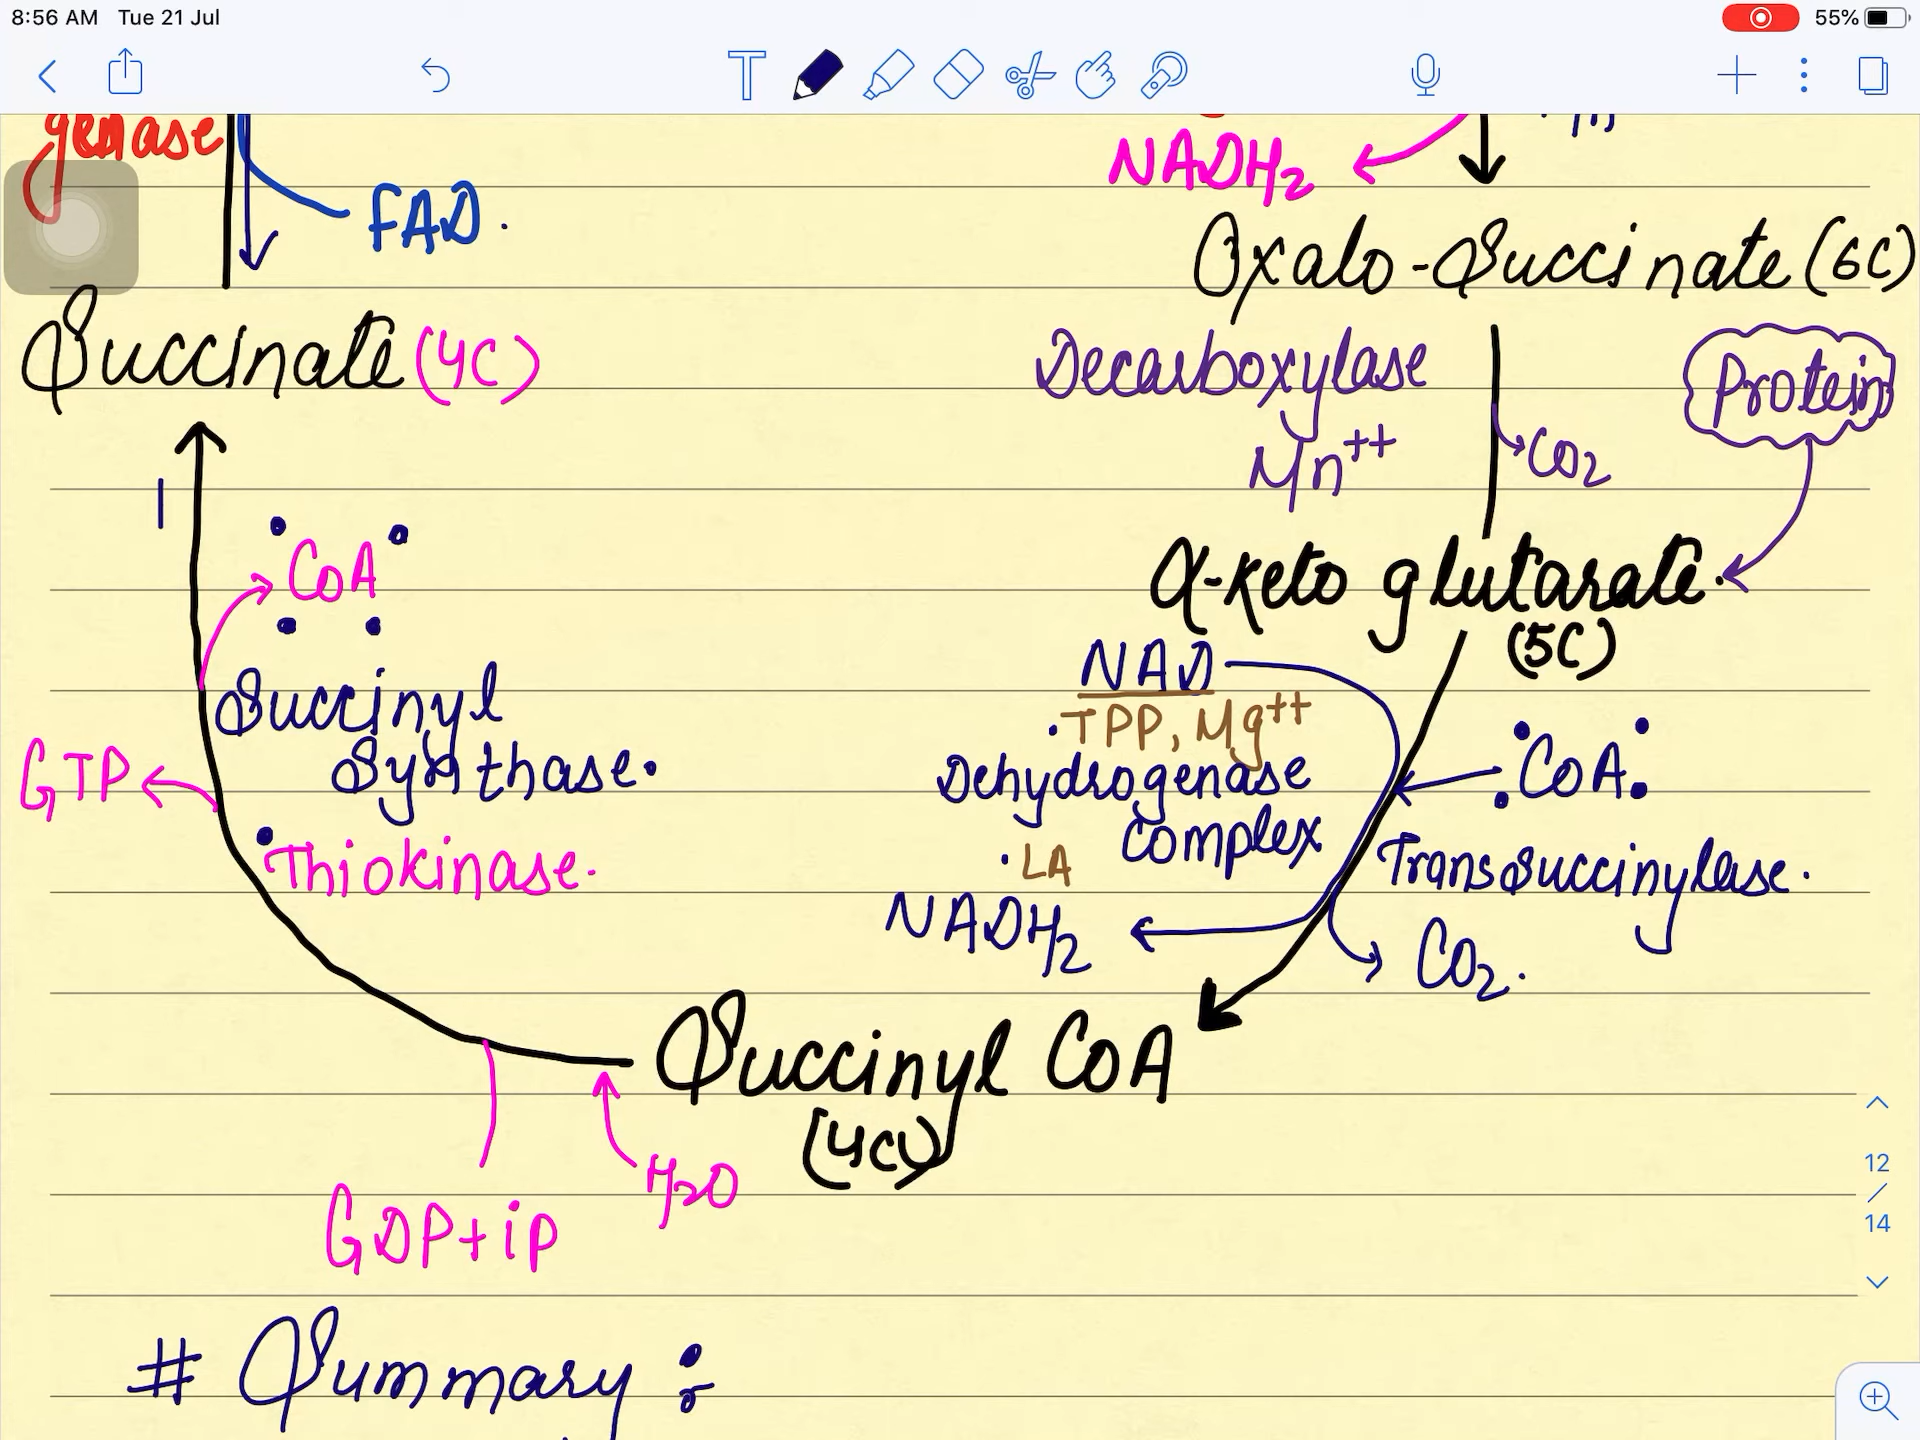 8:56 AM Tue 21 Jul
55%
T
genase
NADH2
FAD.
Oxalo-Succinate (6C)
Succinate (4C)
Decarboxylase
Protein
Mn++
CO2
CoA
α-keto glutarate
(5C)
NAD
Succinyl
TPP, Mg++
Synthase.
Dehydrogenase
CoA
GTP
complex
Transsuccinylase.
Thiokinase.
LA
NADH2
CO2.
Succinyl CoA
(4C)
H2O
GDP+iP
12
/
14
# Summary :